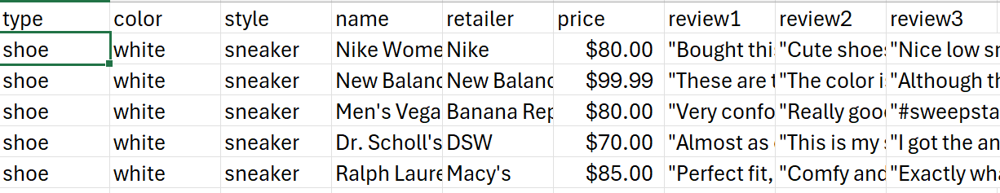 type color style name retailer price review1 review2 review3
shoe white sneaker Nike Wome Nike $80.00 "Bought thi "Cute shoe "Nice low
shoe white sneaker New Balanc New Balanc $99.99 "These are "The color "Although
shoe white sneaker Men's Vega Banana Rep $80.00 "Very confo "Really goo "#sweepsta
shoe white sneaker Dr. Scholl's DSW $70.00 "Almost as "This is my "I got the an
shoe white sneaker Ralph Laure Macy's $85.00 "Perfect fit, "Comfy and "Exactly wha